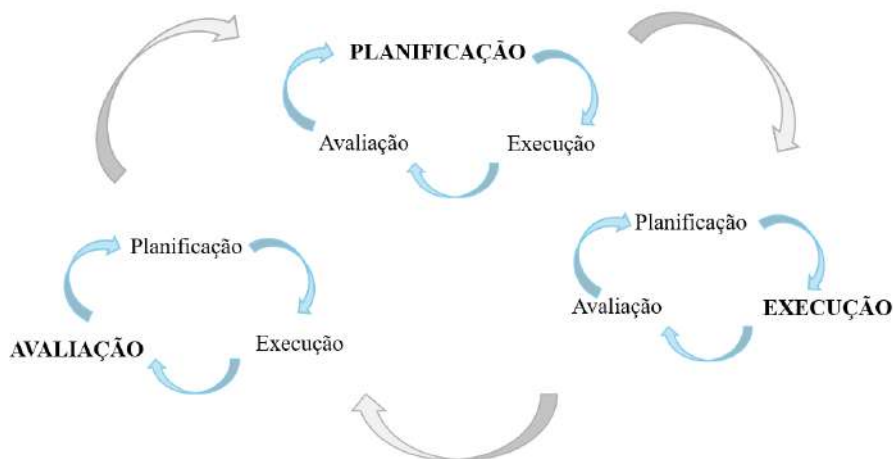 PLANIFICAÇÃO
Avaliação
Execução
Planificação
Execução
AVALIAÇÃO
Planificação
Avaliação
EXECUÇÃO